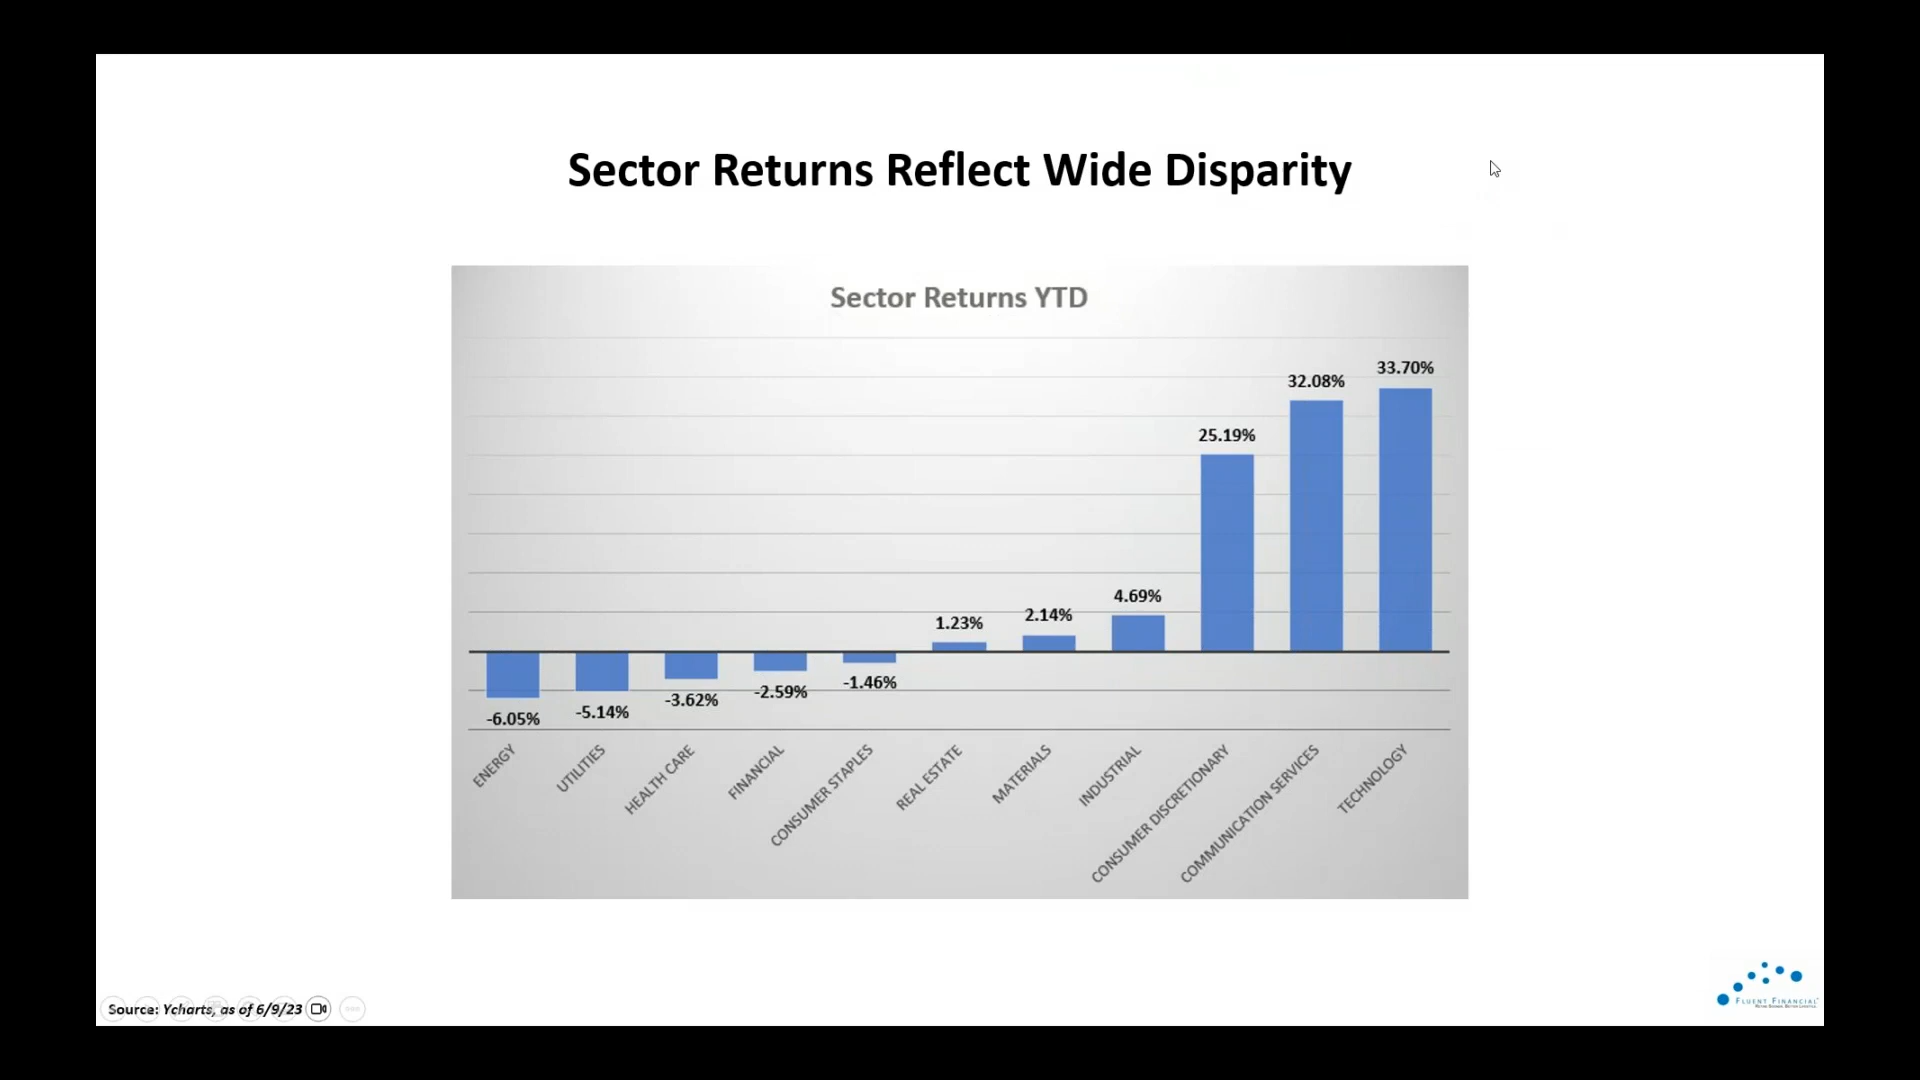 Sector Returns Reflect Wide Disparity
Sector Returns YTD
33.70%
32.08%
25.19%
4.69%
2.14%
1.23%
-1.46%
-2.59%
-3.62%
-5.14%
-6.05%
ENERGY
UTILITIES
HEALTH CARE
FINANCIAL
CONSUMER STAPLES
REAL ESTATE
MATERIALS
INDUSTRIAL
CONSUMER DISCRETIONARY
COMMUNICATION SERVICES
TECHNOLOGY
Source: Ycharts, as of 6/9/23
FLUENT FINANCIAL